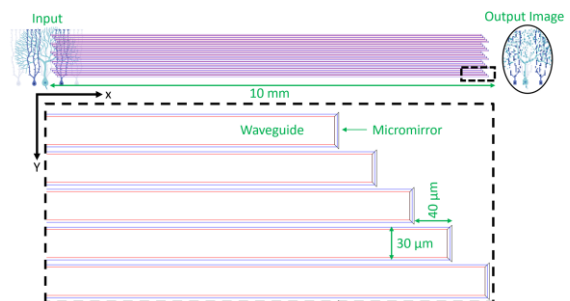 Input
Output Image
x
10 mm
Y
Waveguide
Micromirror
40 μm
30 μm